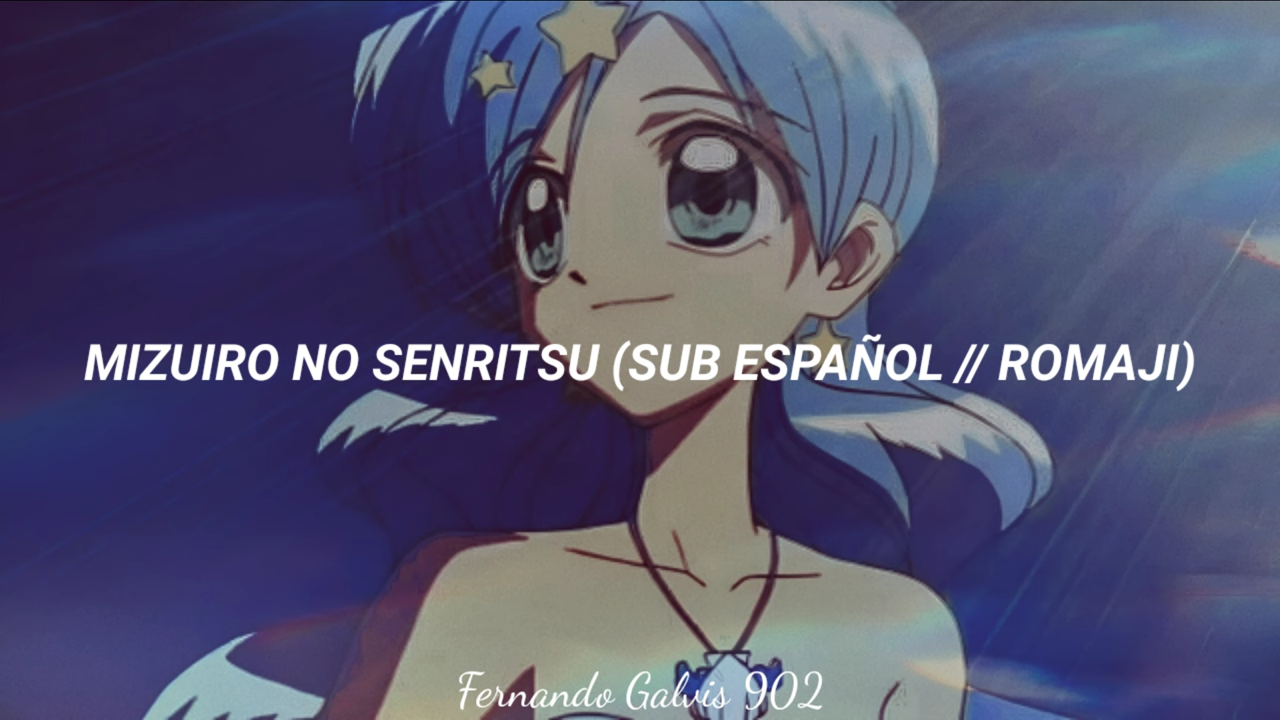 MIZUIRO NO SENRITSU (SUB ESPAÑOL // ROMAJI)
Fernando Galvis 902